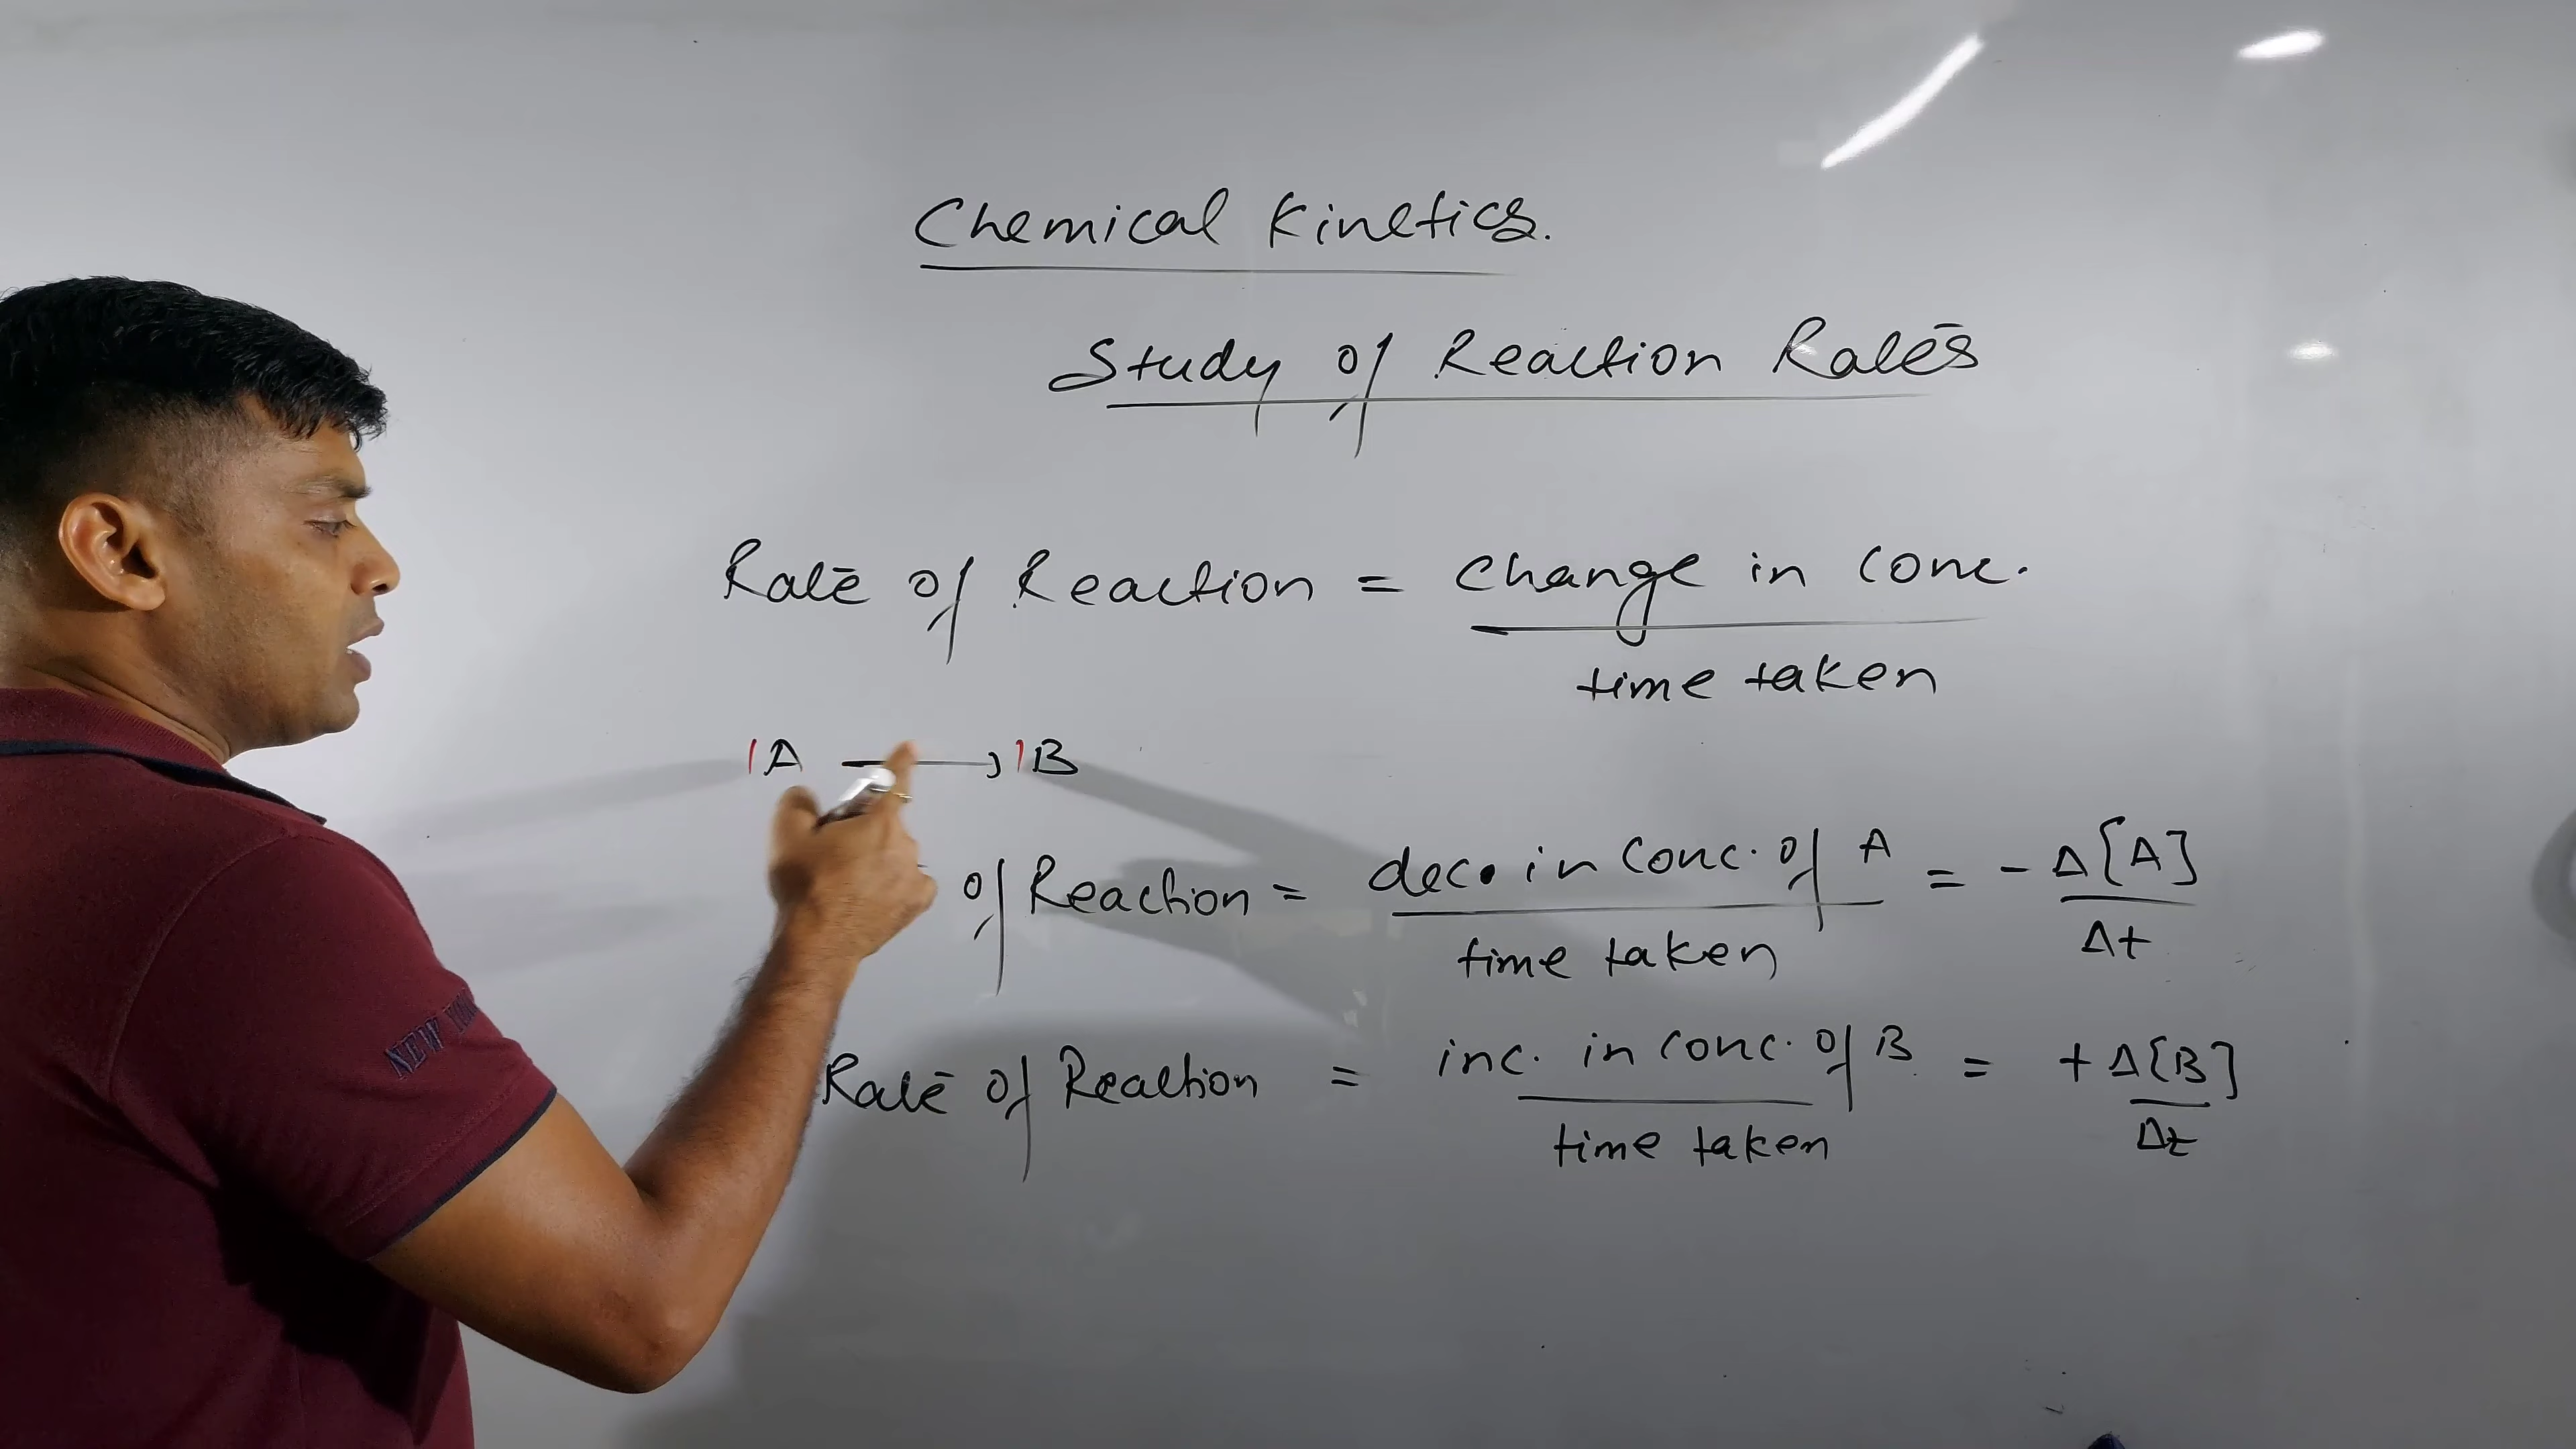 Chemical Kinetics.
Study of Reaction Rates
Rate of Reaction = Change in Conc.
time taken
1A → 1B
of Reaction = dec. in Conc. of A = - Δ[A]
time taken Δt
Rate of Reaction = inc. in Conc. of B = + Δ[B]
time taken Δt
NEW